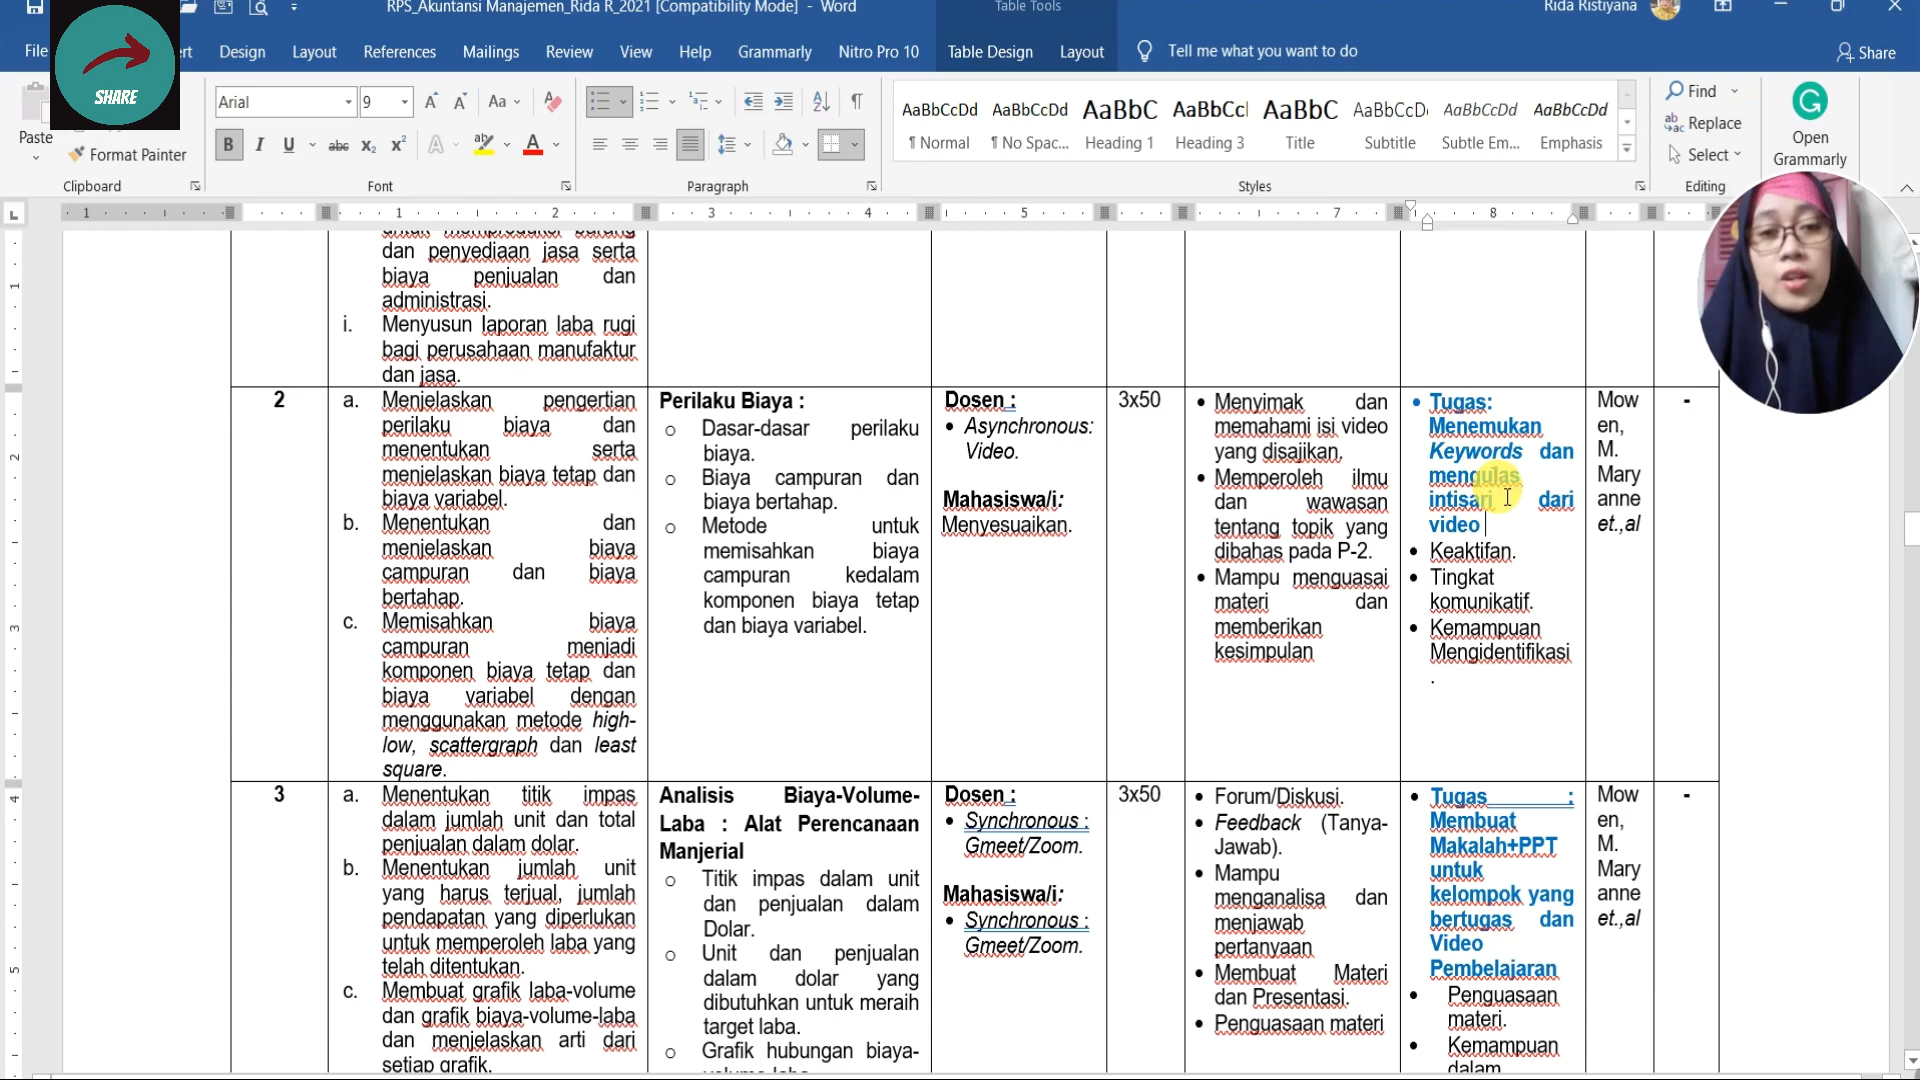 RPS_Akuntansi Manajemen_Rida R_2021 [Compatibility Mode] - Word
Table Tools
Rida Ristiyana
File
rt
Design
Layout
References
Mailings
Review
View
Help
Grammarly
Nitro Pro 10
Table Design
Layout
Tell me what you want to do
Share
SHARE
Paste
Format Painter
Clipboard
Arial
9
Font
Paragraph
AaBbCcDd
¶ Normal
AaBbCcDd
¶ No Spac...
AaBbC
Heading 1
AaBbCcl
Heading 3
AaBbC
Title
AaBbCcD
Subtitle
AaBbCcDd
Subtle Em...
AaBbCcDd
Emphasis
Styles
Find
Replace
Select
Editing
Open
Grammarly
untuk memproduksi barang
dan penyediaan jasa serta
biaya penjualan dan
administrasi.
i. Menyusun laporan laba rugi
bagi perusahaan manufaktur
dan jasa.
2
a. Menjelaskan pengertian
perilaku biaya dan
menentukan serta
menjelaskan biaya tetap dan
biaya variabel.
b. Menentukan dan
menjelaskan biaya
campuran dan biaya
bertahap.
c. Memisahkan biaya
campuran menjadi
komponen biaya tetap dan
biaya variabel dengan
menggunakan metode high-
low, scattergraph dan least
square.
Perilaku Biaya :
o Dasar-dasar perilaku
biaya.
o Biaya campuran dan
biaya bertahap.
o Metode untuk
memisahkan biaya
campuran kedalam
komponen biaya tetap
dan biaya variabel.
Dosen :
• Asynchronous:
Video.
Mahasiswa/i:
Menyesuaikan.
3x50
• Menyimak dan
memahami isi video
yang disajikan.
• Memperoleh ilmu
dan wawasan
tentang topik yang
dibahas pada P-2.
• Mampu menguasai
materi dan
memberikan
kesimpulan
• Tugas:
Menemukan
Keywords dan
mengulas
intisari dari
video
• Keaktifan.
• Tingkat
komunikatif.
• Kemampuan
Mengidentifikasi
.
Mow
en,
M.
Mary
anne
et.,al
-
3
a. Menentukan titik impas
dalam jumlah unit dan total
penjualan dalam dolar.
b. Menentukan jumlah unit
yang harus terjual, jumlah
pendapatan yang diperlukan
untuk memperoleh laba yang
telah ditentukan.
c. Membuat grafik laba-volume
dan grafik biaya-volume-laba
dan menjelaskan arti dari
setiap grafik.
Analisis Biaya-Volume-
Laba : Alat Perencanaan
Manjerial
o Titik impas dalam unit
dan penjualan dalam
Dolar.
o Unit dan penjualan
dalam dolar yang
dibutuhkan untuk meraih
target laba.
o Grafik hubungan biaya-
volume-laba
Dosen :
• Synchronous :
Gmeet/Zoom.
Mahasiswa/i:
• Synchronous :
Gmeet/Zoom.
3x50
• Forum/Diskusi.
• Feedback (Tanya-
Jawab).
• Mampu
menganalisa dan
menjawab
pertanyaan
• Membuat Materi
dan Presentasi.
• Penguasaan materi
• Tugas :
Membuat
Makalah+PPT
untuk
kelompok yang
bertugas dan
Video
Pembelajaran
• Penguasaan
materi.
• Kemampuan
dalam
Mow
en,
M.
Mary
anne
et.,al
-